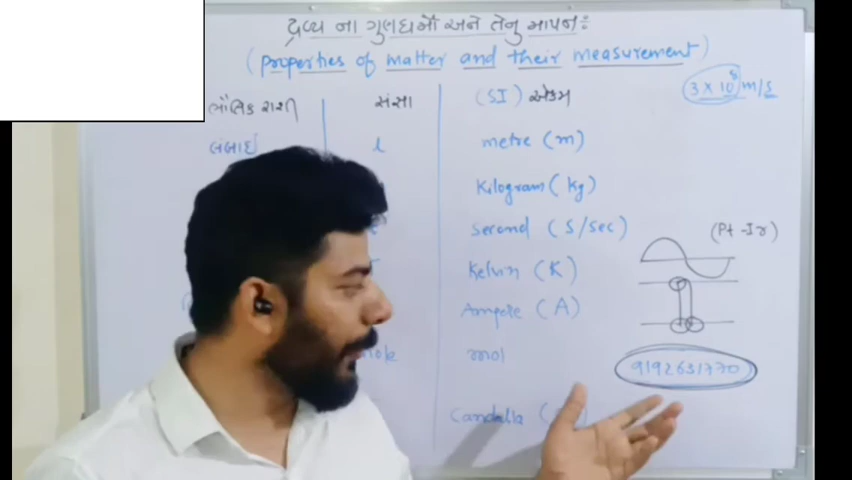 દ્રવ્ય ના ગુણધર્મો અને તેનુ માપન :
(properties of matter and their measurement)
ભૌતિક રાશી સંજ્ઞા (SI) એકમ 3 X 10⁸ m/s
લંબાઈ l metre (m)
Kilogram (kg)
second (S/sec) (Pt - Ir)
Kelvin (K)
Ampere (A)
mol
9192631770
Candella